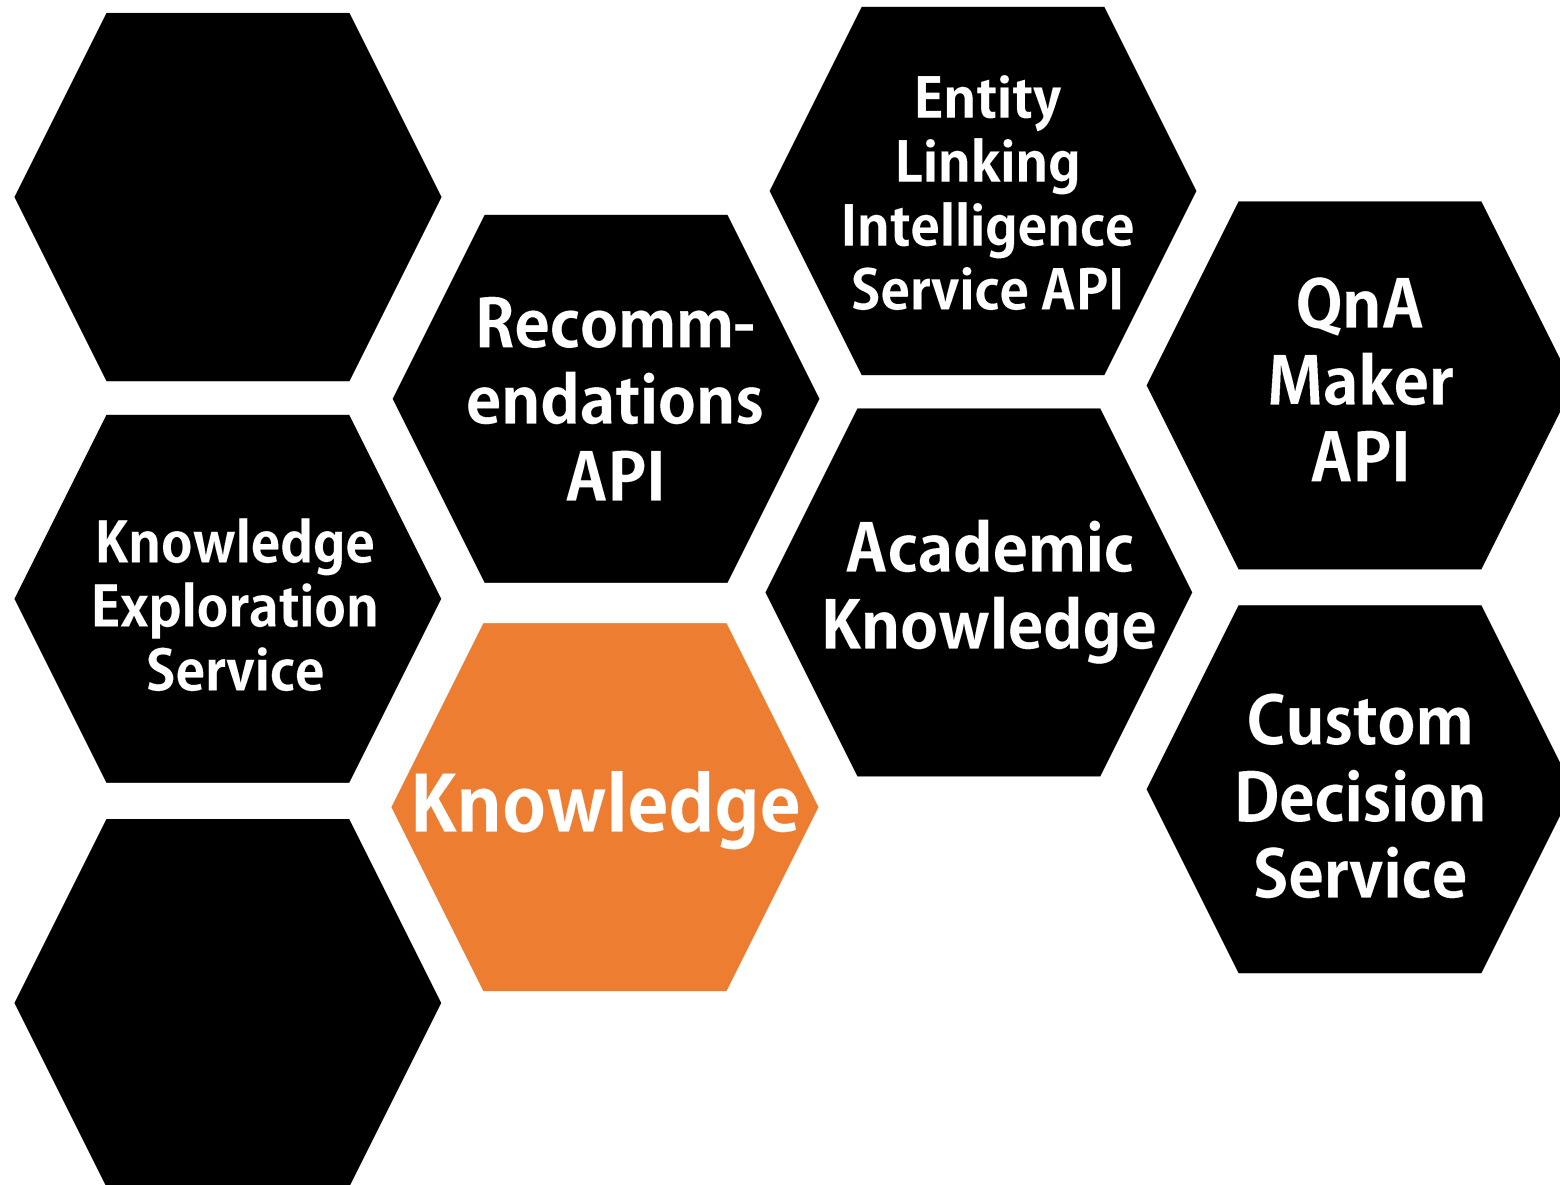 Entity
Linking
Intelligence
Service API
Recomm-
endations
API
QnA
Maker
API
Knowledge
Exploration
Service
Academic
Knowledge
Knowledge
Custom
Decision
Service